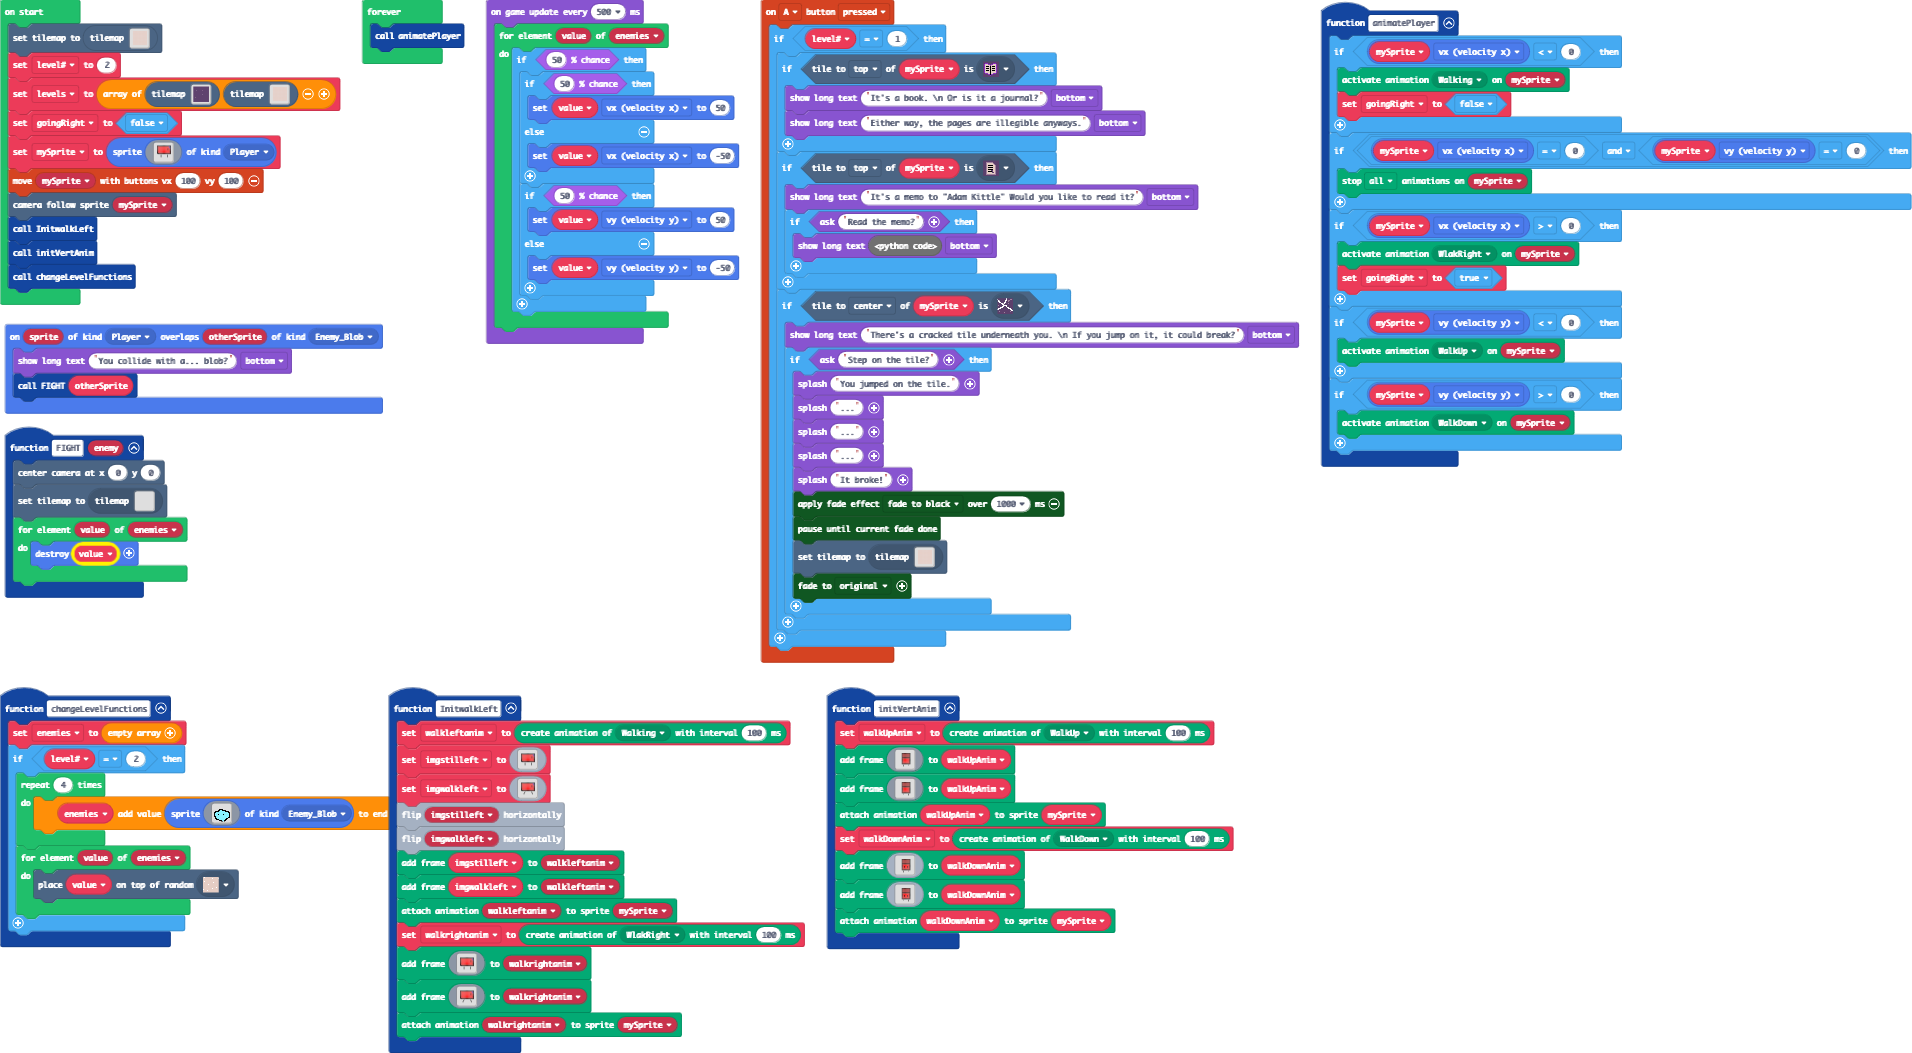 on start
set tilemap to tilemap
set level# to 2
set levels to array of tilemap tilemap
set goingRight to false
set mySprite to sprite of kind Player
move mySprite with buttons vx 100 vy 100
camera follow sprite mySprite
call InitwalkLeft
call initVertAnim
call changeLevelFunctions
forever
call animatePlayer
on sprite of kind Player overlaps otherSprite of kind Enemy_Blob
show long text "You collide with a... blob?" bottom
call FIGHT otherSprite
function FIGHT enemy
center camera at x 0 y 0
set tilemap to tilemap
for element value of enemies
do destroy value
on game update every 500 ms
for element value of enemies
do if 50 % chance then
if 50 % chance then
set value vx (velocity x) to 50
else
set value vx (velocity x) to -50
if 50 % chance then
set value vy (velocity y) to 50
else
set value vy (velocity y) to -50
on A button pressed
if level# = 1 then
if tile to top of mySprite is then
show long text "It's a book. \n Or is it a journal?" bottom
show long text "Either way, the pages are illegible anyways." bottom
if tile to top of mySprite is then
show long text "It's a memo to "Adam Kittle" Would you like to read it?" bottom
if ask "Read the memo?" then
show long text <python code> bottom
if tile to center of mySprite is then
show long text "There's a cracked tile underneath you. \n If you jump on it, it could break?" bottom
if ask "Step on the tile?" then
splash "You jumped on the tile."
splash "..."
splash "..."
splash "..."
splash "It broke!"
apply fade effect fade to black over 1000 ms
pause until current fade done
set tilemap to tilemap
fade to original
function animatePlayer
if mySprite vx (velocity x) < 0 then
activate animation Walking on mySprite
set goingRight to false
if mySprite vx (velocity x) = 0 and mySprite vy (velocity y) = 0 then
stop all animations on mySprite
if mySprite vx (velocity x) > 0 then
activate animation WlakRight on mySprite
set goingRight to true
if mySprite vy (velocity y) < 0 then
activate animation WalkUp on mySprite
if mySprite vy (velocity y) > 0 then
activate animation WalkDown on mySprite
function changeLevelFunctions
set enemies to empty array
if level# = 2 then
repeat 4 times
do enemies add value sprite of kind Enemy_Blob to end
for element value of enemies
do place value on top of random
function InitwalkLeft
set walkleftanim to create animation of Walking with interval 100 ms
set imgstilleft to
set imgwalkleft to
flip imgstilleft horizontally
flip imgwalkleft horizontally
add frame imgstilleft to walkleftanim
add frame imgwalkleft to walkleftanim
attach animation walkleftanim to sprite mySprite
set walkrightanim to create animation of WlakRight with interval 100 ms
add frame to walkrightanim
add frame to walkrightanim
attach animation walkrightanim to sprite mySprite
function initVertAnim
set walkUpAnim to create animation of WalkUp with interval 100 ms
add frame to walkUpAnim
add frame to walkUpAnim
attach animation walkUpAnim to sprite mySprite
set walkDownAnim to create animation of WalkDown with interval 100 ms
add frame to walkDownAnim
add frame to walkDownAnim
attach animation walkDownAnim to sprite mySprite